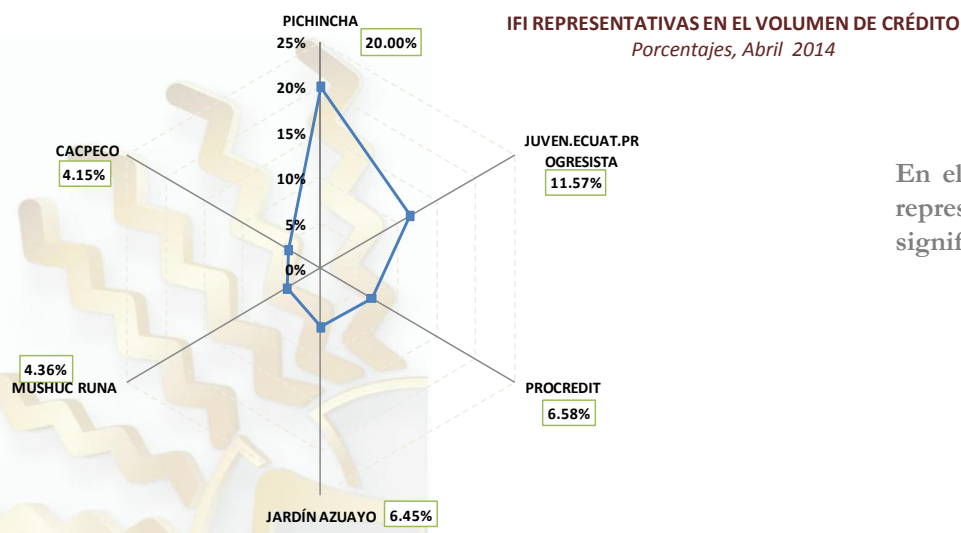 IFI REPRESENTATIVAS EN EL VOLUMEN DE CRÉDITO
Porcentajes, Abril 2014
PICHINCHA
20.00%
25%
20%
15%
10%
5%
0%
JUVEN.ECUAT.PR
OGRESISTA
11.57%
PROCREDIT
6.58%
JARDÍN AZUAYO
6.45%
4.36%
MUSHUC RUNA
CACPECO
4.15%
En el
repres
signif